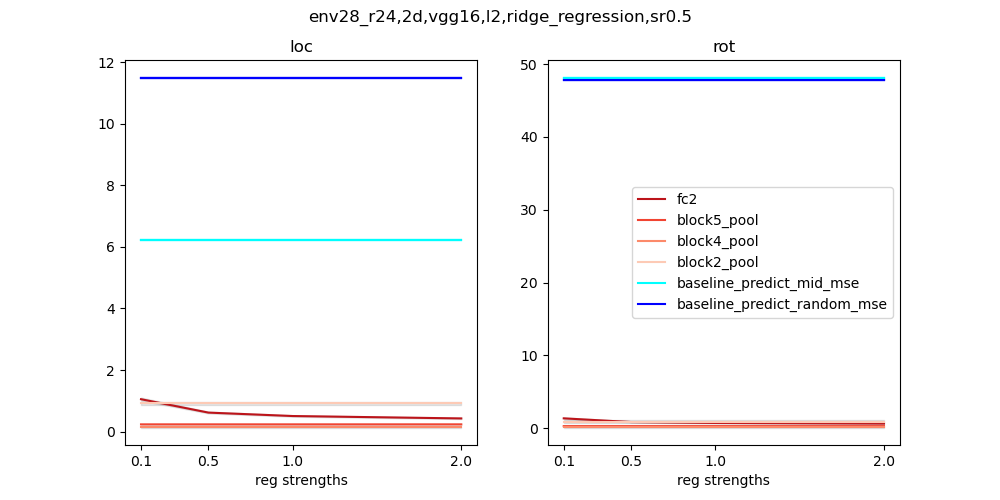 env28_r24,2d,vgg16,l2,ridge_regression,sr0.5
loc
12
10
8
6
4
2
0
0.1
0.5
1.0
2.0
reg strengths
rot
50
40
30
20
10
0
fc2
block5_pool
block4_pool
block2_pool
baseline_predict_mid_mse
baseline_predict_random_mse
0.1
0.5
1.0
2.0
reg strengths